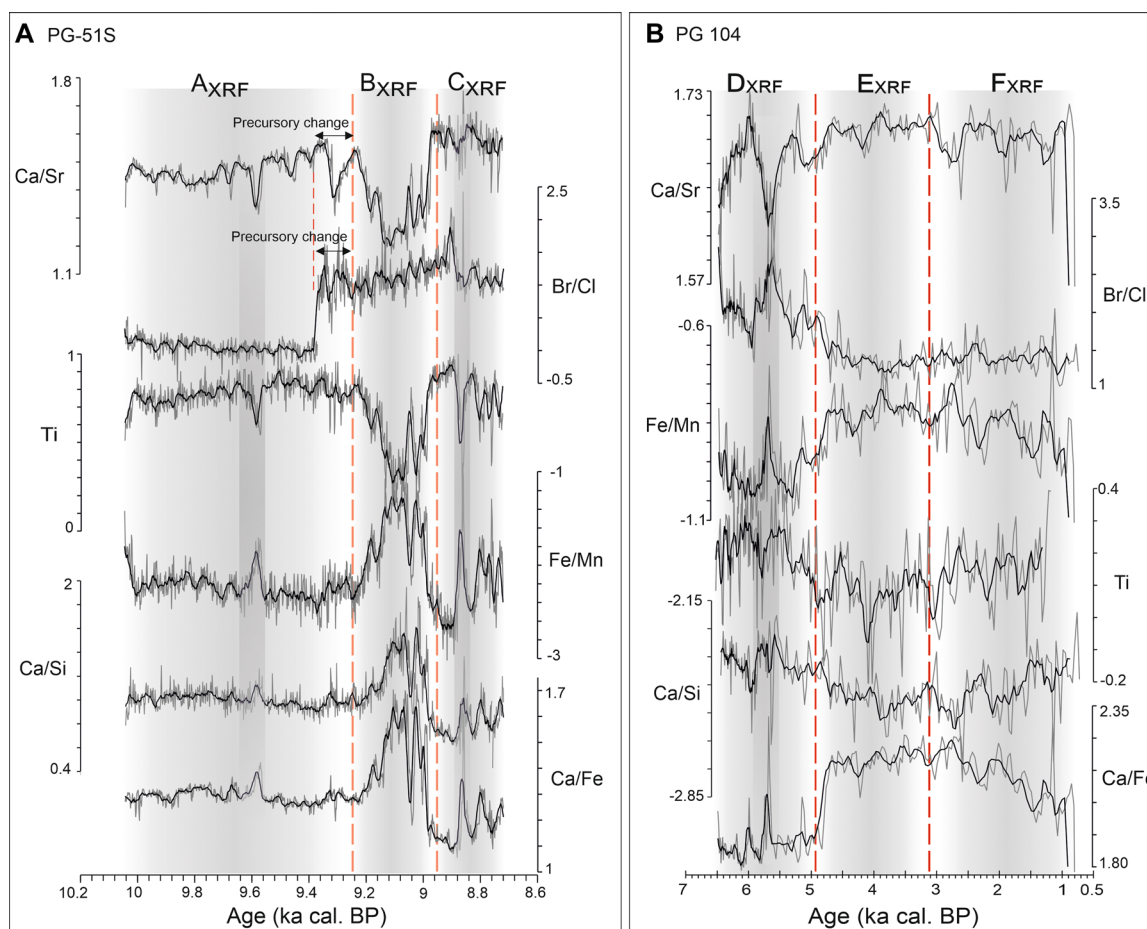 A PG-51S
1.8
AXRF
BXRF
CXRF
Precursory change
Ca/Sr
2.5
Precursory change
1.1
Br/Cl
1
-0.5
Ti
-1
0
Fe/Mn
2
-3
Ca/Si
1.7
0.4
Ca/Fe
1
10.2 10 9.8 9.6 9.4 9.2 9 8.8 8.6
Age (ka cal. BP)
B PG 104
DXRF
EXRF
FXRF
1.73
Ca/Sr
3.5
1.57
Br/Cl
-0.6
1
Fe/Mn
0.4
-1.1
Ti
-2.15
-0.2
Ca/Si
2.35
Ca/Fe
-2.85
1.80
7 6 5 4 3 2 1 0.5
Age (ka cal. BP)